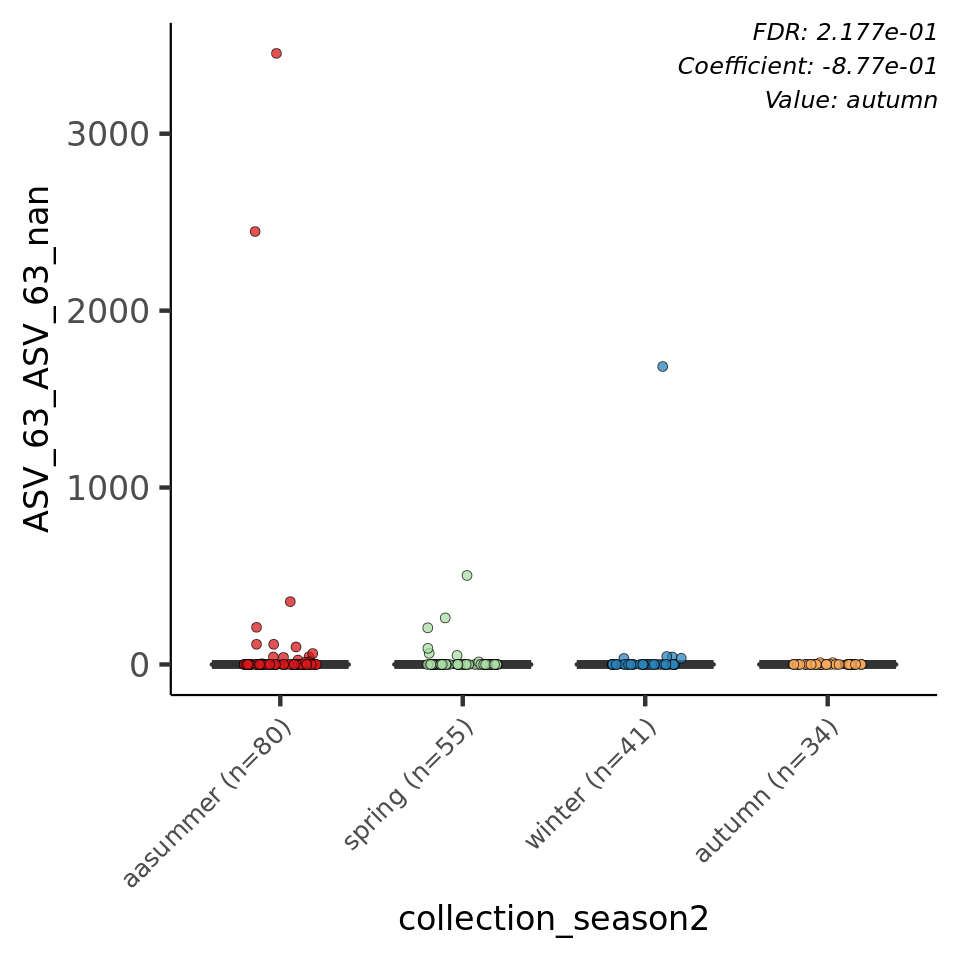 FDR: 2.177e-01
Coefficient: -8.77e-01
Value: autumn
ASV_63_ASV_63_nan
3000
2000
1000
0
aasummer (n=80)
spring (n=55)
winter (n=41)
autumn (n=34)
collection_season2